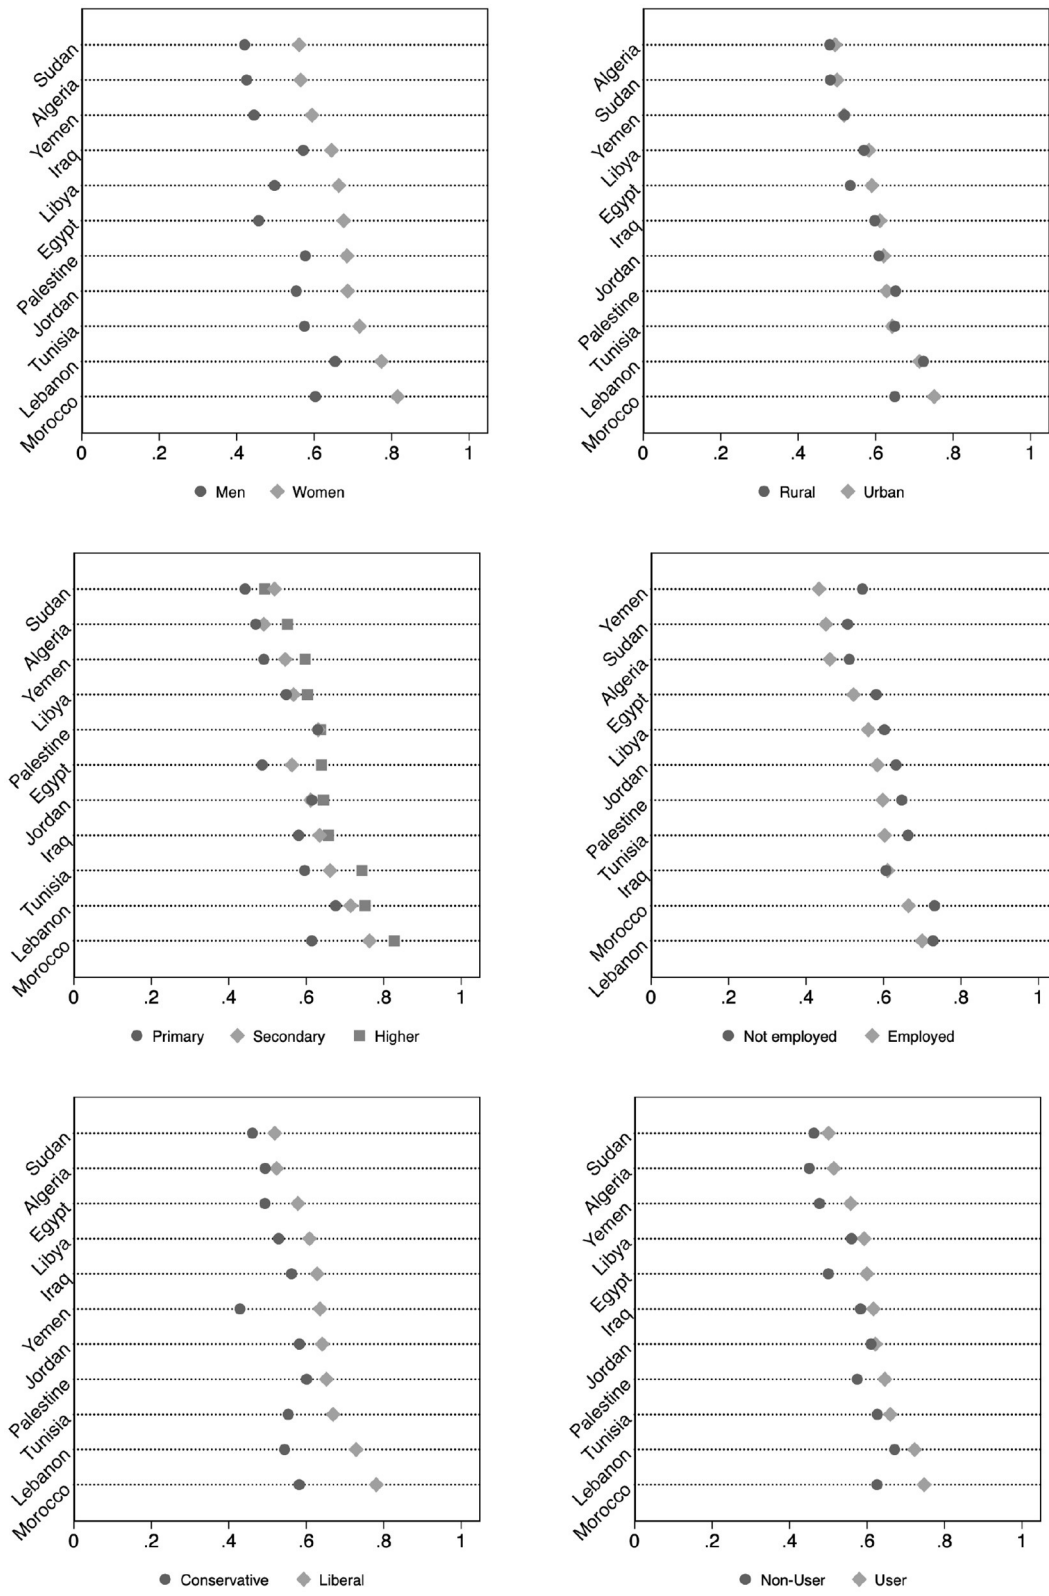 Sudan
Algeria
Yemen
Iraq
Libya
Egypt
Palestine
Jordan
Tunisia
Lebanon
Morocco
0 .2 .4 .6 .8 1
Men Women
Algeria
Sudan
Yemen
Libya
Egypt
Iraq
Jordan
Palestine
Tunisia
Lebanon
Morocco
0 .2 .4 .6 .8 1
Rural Urban
Sudan
Algeria
Yemen
Libya
Palestine
Egypt
Jordan
Iraq
Tunisia
Lebanon
Morocco
0 .2 .4 .6 .8 1
Primary Secondary Higher
Yemen
Sudan
Algeria
Egypt
Libya
Jordan
Palestine
Tunisia
Iraq
Morocco
Lebanon
0 .2 .4 .6 .8 1
Not employed Employed
Sudan
Algeria
Egypt
Libya
Iraq
Yemen
Jordan
Palestine
Tunisia
Lebanon
Morocco
0 .2 .4 .6 .8 1
Conservative Liberal
Sudan
Algeria
Yemen
Libya
Egypt
Iraq
Jordan
Palestine
Tunisia
Lebanon
Morocco
0 .2 .4 .6 .8 1
Non-User User